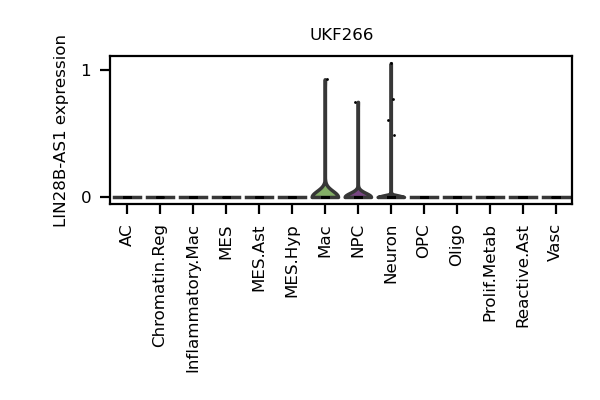 UKF266
LIN28B-AS1 expression
1
0
AC
Chromatin.Reg
Inflammatory.Mac
MES
MES.Ast
MES.Hyp
Mac
NPC
Neuron
OPC
Oligo
Prolif.Metab
Reactive.Ast
Vasc